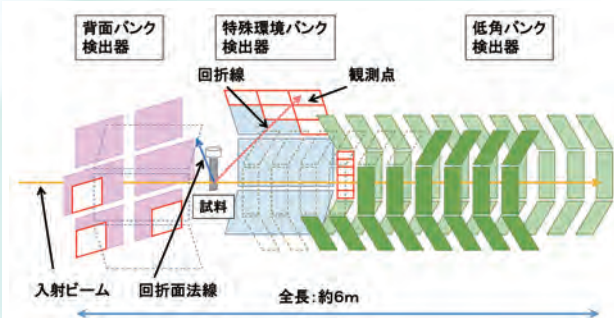 背面バンク
検出器
特殊環境バンク
検出器
低角バンク
検出器
回折線
観測点
試料
入射ビーム
回折面法線
全長:約6m